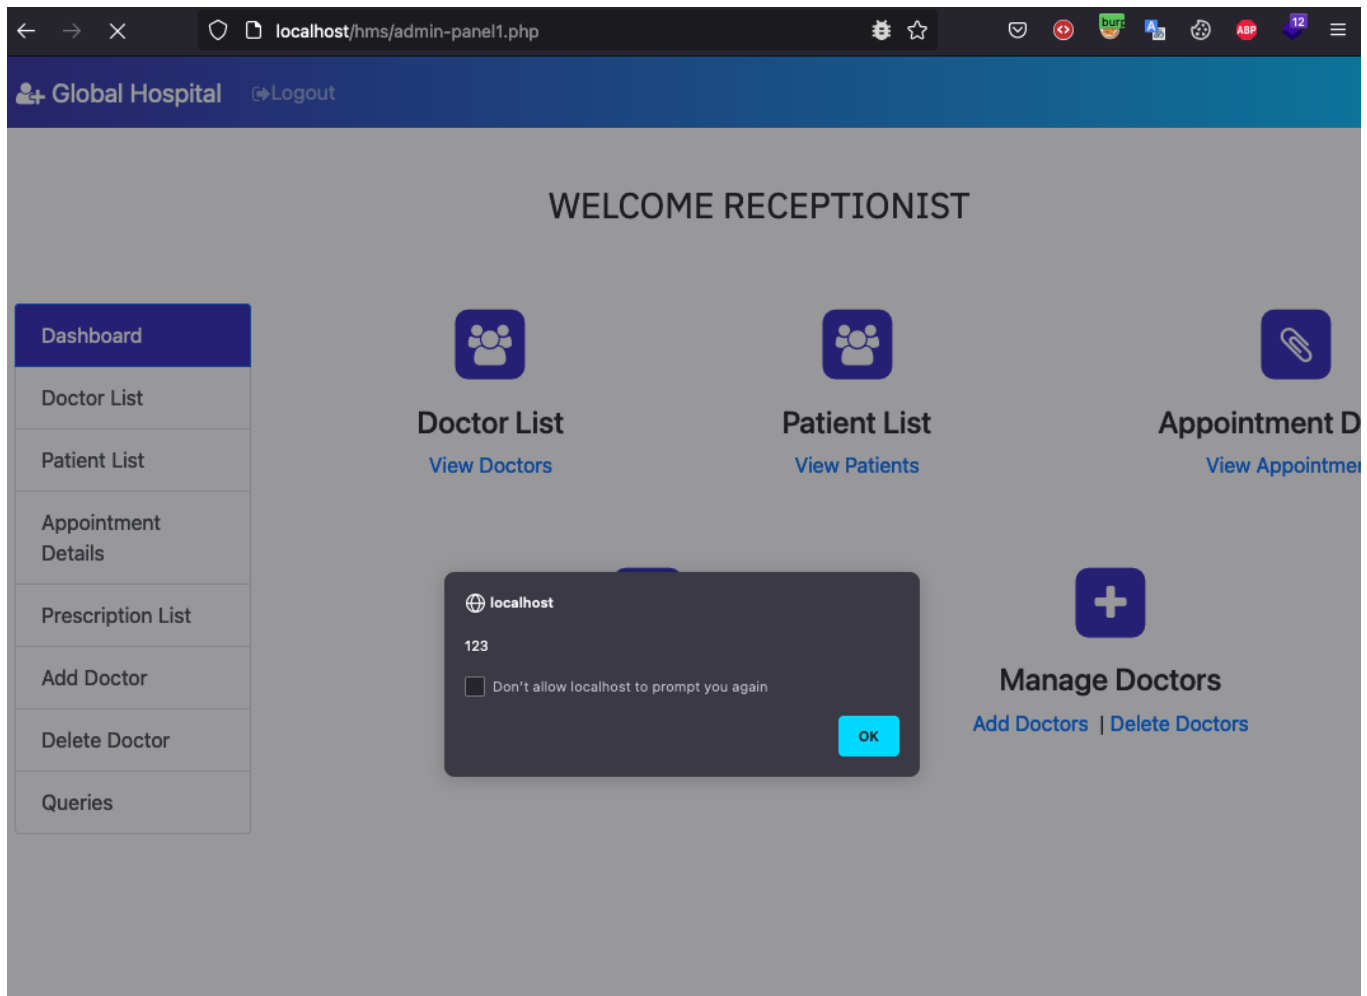 localhost/hms/admin-panel1.php
burp
A
ABP
12
Global Hospital Logout
WELCOME RECEPTIONIST
Dashboard
Doctor List
Patient List
Appointment
Details
Prescription List
Add Doctor
Delete Doctor
Queries
Doctor List
View Doctors
Patient List
View Patients
Appointment D
View Appointmen
localhost
123
Don't allow localhost to prompt you again
OK
Manage Doctors
Add Doctors | Delete Doctors